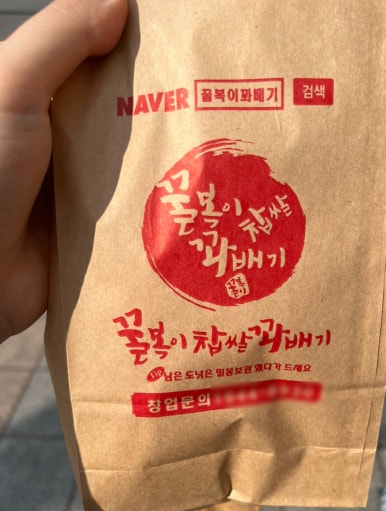 NAVER 꿀복이꽈배기 검색
꿀복이
찹쌀
꽈배기
꿀복이 찹쌀 꽈배기
TIP 남은 도넛은 밀봉보관 했다가 드세요
창업문의